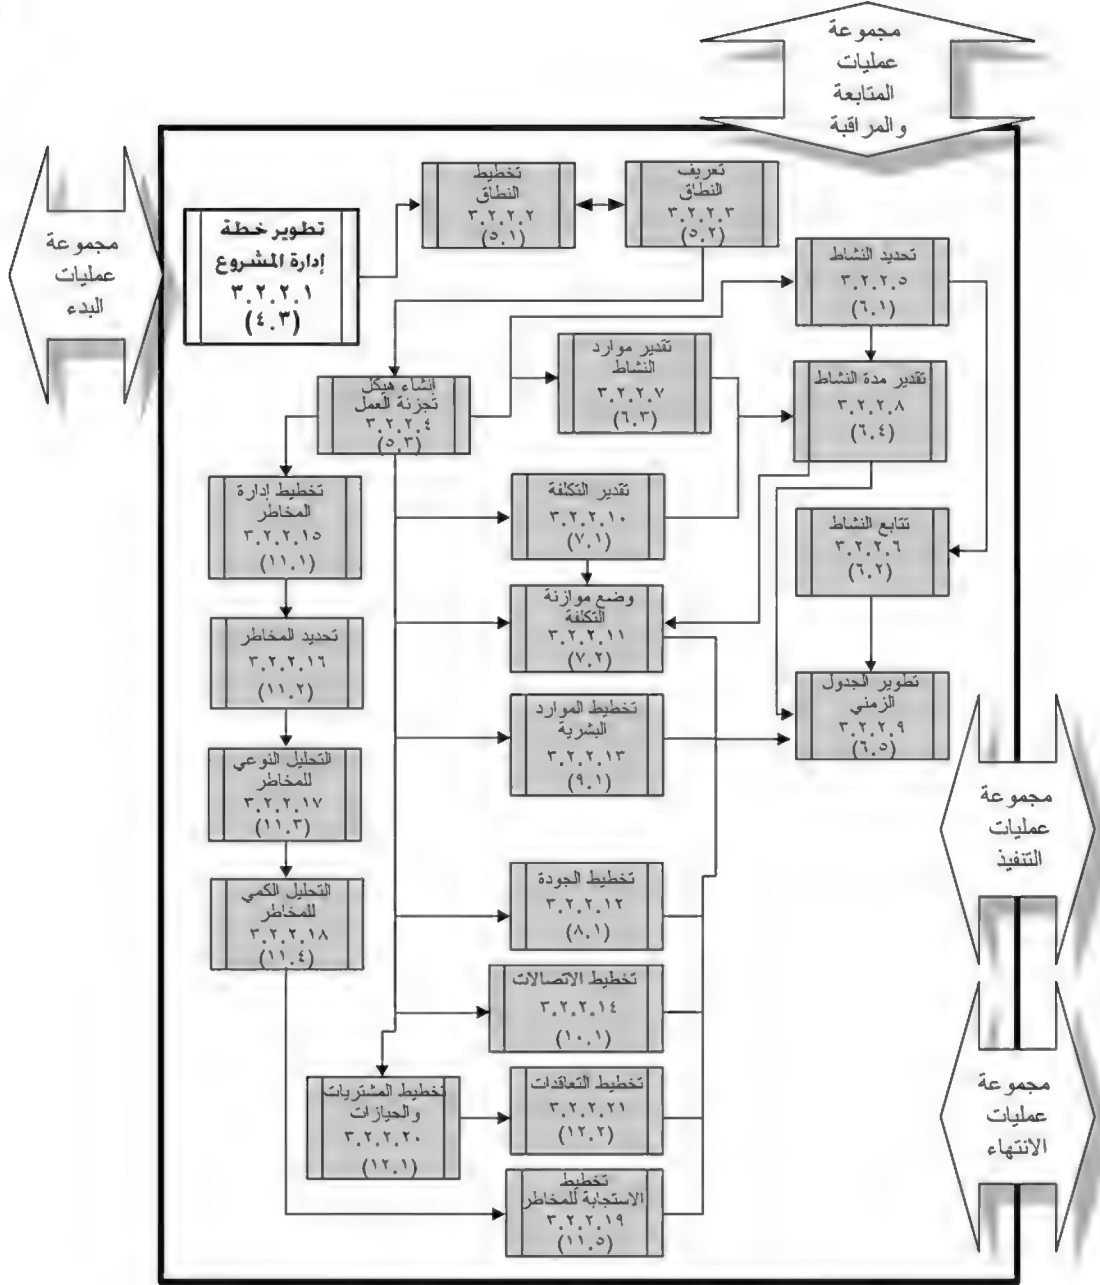 مجموعة
عمليات
المتابعة
والمراقبة
مجموعة
عمليات
البدء
تطوير خطة
إدارة المشروع
٣.٢.٢.١
(٤.٣)
تخطيط
النطاق
٣.٢.٢.٢
(٥.١)
تعريف
النطاق
٣.٢.٢.٣
(٥.٢)
تحديد النشاط
٣.٢.٢.٥
(٦.١)
تقدير موارد
النشاط
٣.٢.٢.٧
(٦.٣)
تقدير مدة النشاط
٣.٢.٢.٨
(٦.٤)
إنشاء هيكل
تجزئة العمل
٣.٢.٢.٤
(٥.٣)
تخطيط إدارة
المخاطر
٣.٢.٢.١٥
(١١.١)
تقدير التكلفة
٣.٢.٢.١٠
(٧.١)
تتابع النشاط
٣.٢.٢.٦
(٦.٢)
وضع موازنة
التكلفة
٣.٢.٢.١١
(٧.٢)
تحديد المخاطر
٣.٢.٢.١٦
(١١.٢)
تطوير الجدول
الزمني
٣.٢.٢.٩
(٦.٥)
تخطيط الموارد
البشرية
٣.٢.٢.١٣
(٩.١)
التحليل النوعي
للمخاطر
٣.٢.٢.١٧
(١١.٣)
مجموعة
عمليات
التنفيذ
التحليل الكمي
للمخاطر
٣.٢.٢.١٨
(١١.٤)
تخطيط الجودة
٣.٢.٢.١٢
(٨.١)
تخطيط الاتصالات
٣.٢.٢.١٤
(١٠.١)
تخطيط المشتريات
والحيازات
٣.٢.٢.٢٠
(١٢.١)
تخطيط التعاقدات
٣.٢.٢.٢١
(١٢.٢)
مجموعة
عمليات
الانتهاء
تخطيط
الاستجابة للمخاطر
٣.٢.٢.١٩
(١١.٥)